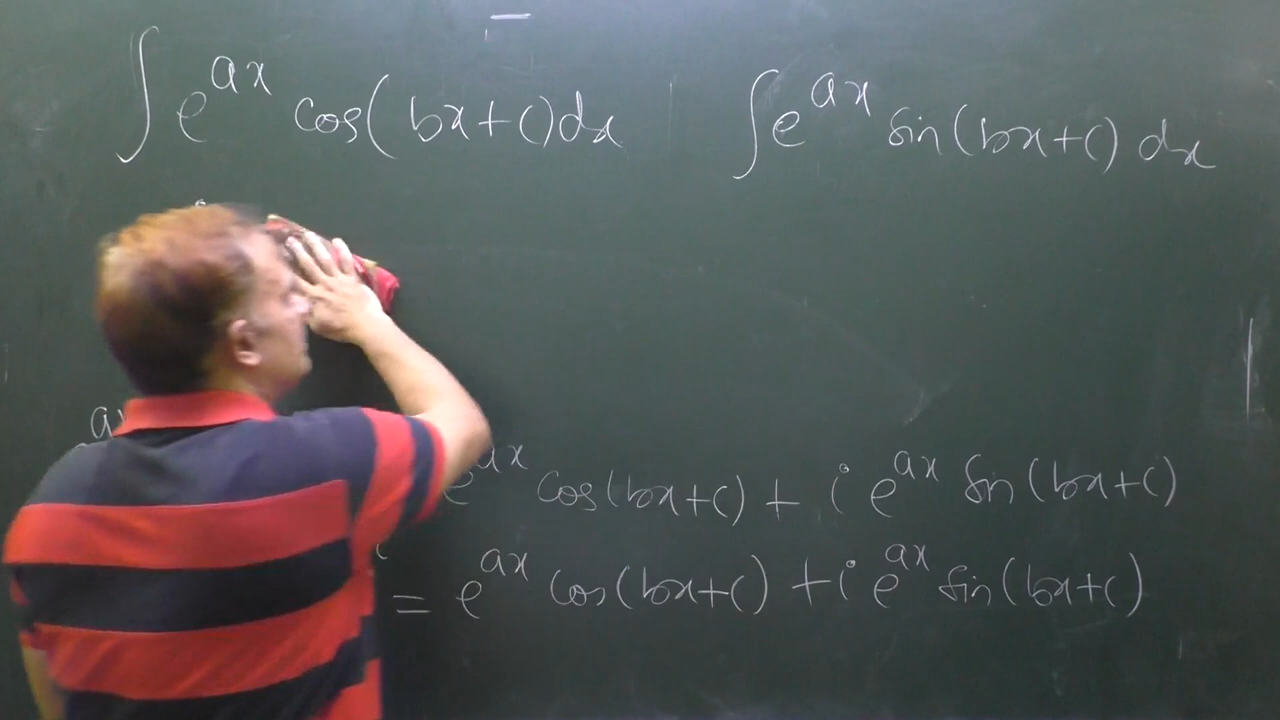 ∫ e^{ax} cos(bx+c)dx | ∫ e^{ax} sin(bx+c) dx
e^{ax} cos(bx+c) + i e^{ax} sin(bx+c)
= e^{ax} cos(bx+c) + i e^{ax} sin(bx+c)